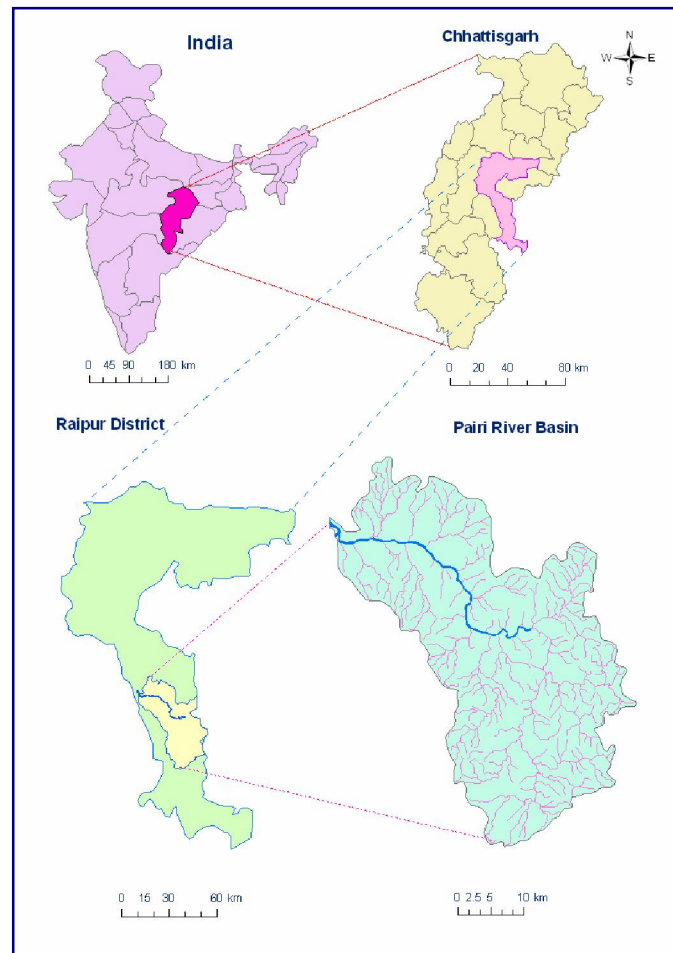 India
Chhattisgarh
N
W E
S
0 45 90 180 km
0 20 40 80 km
Raipur District
Pairi River Basin
0 15 30 60 km
0 2.5 5 10 km